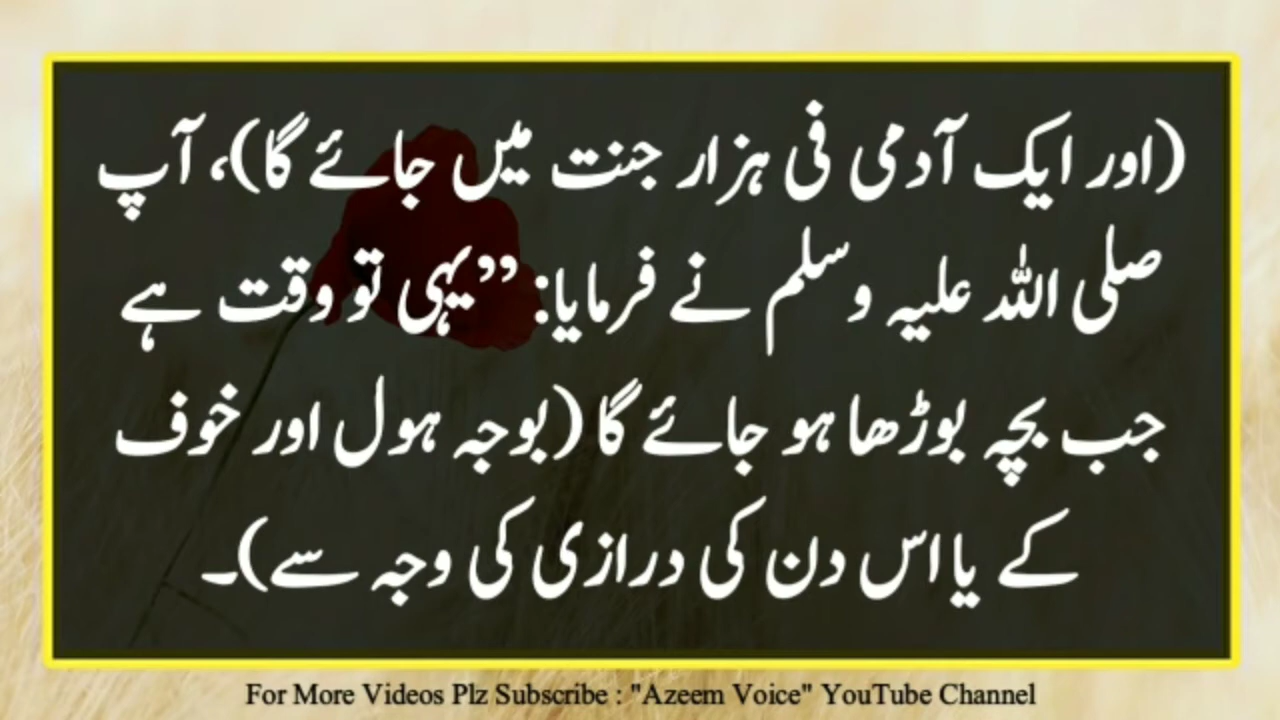 (اور ایک آدمی فی ہزار جنت میں جائے گا)، آپ
صلی اللہ علیہ وسلم نے فرمایا: ”یہی تو وقت ہے
جب بچہ بوڑھا ہو جائے گا (بوجہ ہول اور خوف
کے یا اس دن کی درازی کی وجہ سے)۔
For More Videos Plz Subscribe : "Azeem Voice" YouTube Channel